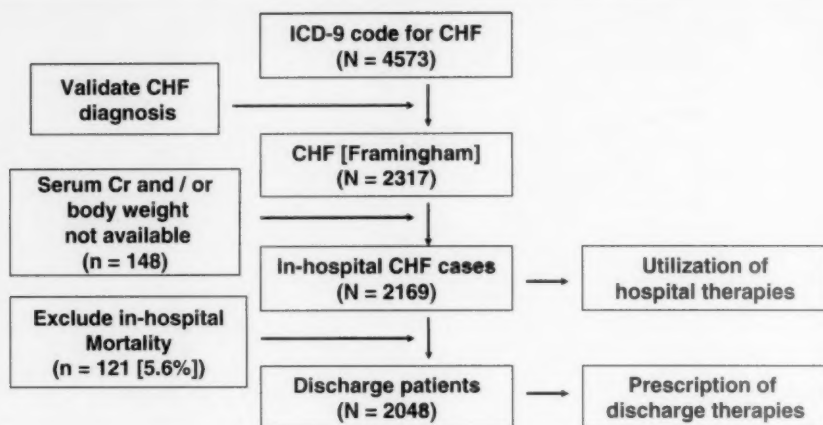 ICD-9 code for CHF
(N = 4573)
Validate CHF
diagnosis
CHF [Framingham]
(N = 2317)
Serum Cr and / or
body weight
not available
(n = 148)
In-hospital CHF cases
(N = 2169)
Utilization of
hospital therapies
Exclude in-hospital
Mortality
(n = 121 [5.6%])
Discharge patients
(N = 2048)
Prescription of
discharge therapies